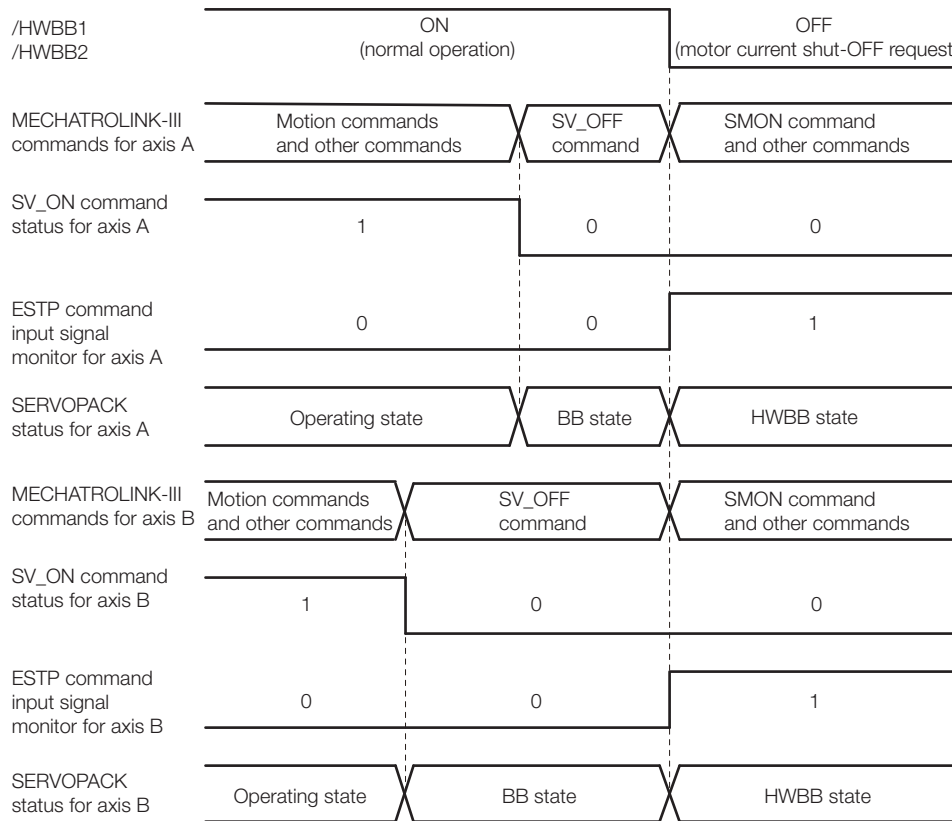 /HWBB1
/HWBB2
ON
(normal operation)
OFF
(motor current shut-OFF request
MECHATROLINK-III
commands for axis A
Motion commands
and other commands
SV_OFF
command
SMON command
and other commands
SV_ON command
status for axis A
1
0
0
ESTP command
input signal
monitor for axis A
0
0
1
SERVOPACK
status for axis A
Operating state
BB state
HWBB state
MECHATROLINK-III
commands for axis B
Motion commands
and other commands
SV_OFF
command
SMON command
and other commands
SV_ON command
status for axis B
1
0
0
ESTP command
input signal
monitor for axis B
0
0
1
SERVOPACK
status for axis B
Operating state
BB state
HWBB state